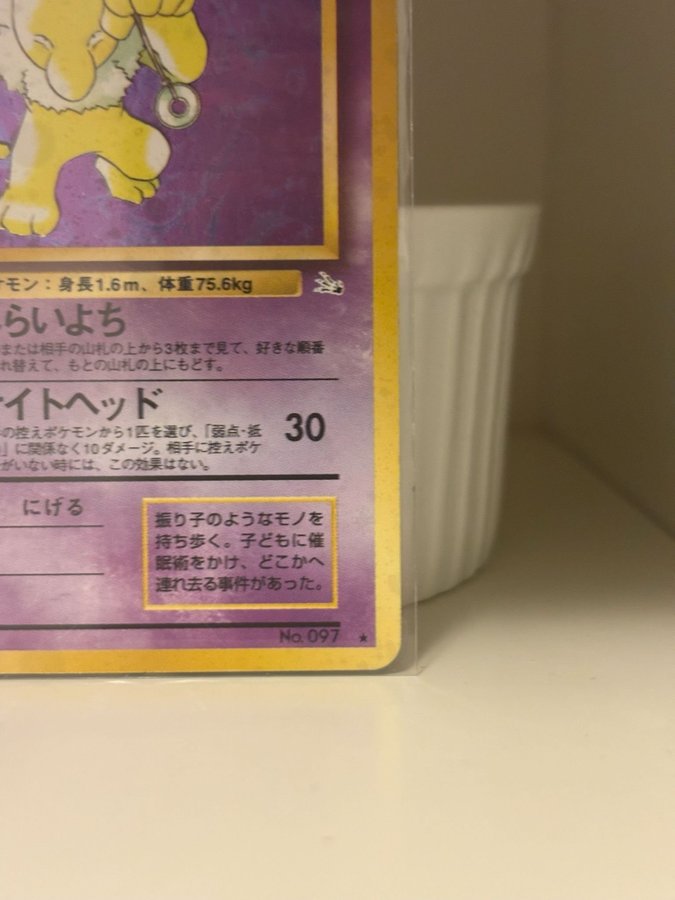 ケモン：身長1.6m、体重75.6kg
らいよち
または相手の山札の上から3枚まで見て、好きな順番
れ替えて、もとの山札の上にもどす。
イトヘッド
の控えポケモンから1匹を選び、「弱点・抵
」に関係なく10ダメージ。相手に控えポケ
がいない時には、この効果はない。
30
にげる
振り子のようなモノを
持ち歩く。子どもに催
眠術をかけ、どこかへ
連れ去る事件があった。
No. 097 ★